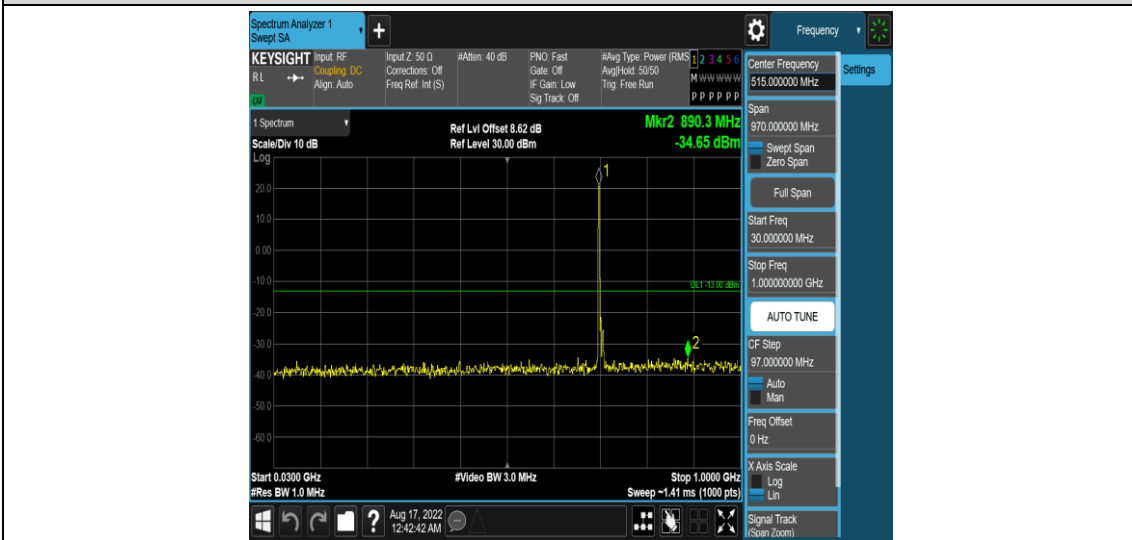 Spectrum Analyzer 1
Swept SA
+
Frequency
KEYSIGHT
RL
Input: RF
Coupling: DC
Align: Auto
Input Z: 50 Ω
Corrections: Off
Freq Ref: Int (S)
#Atten: 40 dB
PNO: Fast
Gate: Off
IF Gain: Low
Sig Track: Off
#Avg Type: Power (RMS
Avg|Hold: 50/50
Trig: Free Run
1 2 3 4 5 6
M W W W W W
P P P P P P
LXI
1 Spectrum
Scale/Div 10 dB
Log
Ref Lvl Offset 8.62 dB
Ref Level 30.00 dBm
Mkr2 890.3 MHz
-34.65 dBm
1
20.0
10.0
0.00
-10.0
DL1 -13.00 dBm
-20.0
-30.0
2
-40.0
-50.0
-60.0
Start 0.0300 GHz
#Res BW 1.0 MHz
#Video BW 3.0 MHz
Stop 1.0000 GHz
Sweep ~1.41 ms (1000 pts)
?
Aug 17, 2022
12:42:42 AM
Center Frequency
515.000000 MHz
Settings
Span
970.000000 MHz
Swept Span
Zero Span
Full Span
Start Freq
30.000000 MHz
Stop Freq
1.000000000 GHz
AUTO TUNE
CF Step
97.000000 MHz
Auto
Man
Freq Offset
0 Hz
X Axis Scale
Log
Lin
Signal Track
(Span Zoom)